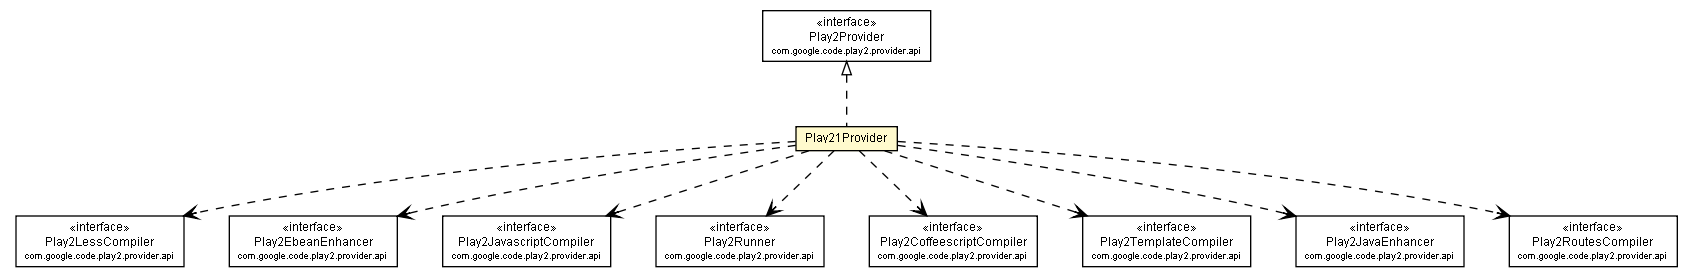 «interface»
Play2Provider
com.google.code.play2.provider.api
Play21Provider
«interface»
Play2LessCompiler
com.google.code.play2.provider.api
«interface»
Play2EbeanEnhancer
com.google.code.play2.provider.api
«interface»
Play2JavascriptCompiler
com.google.code.play2.provider.api
«interface»
Play2Runner
com.google.code.play2.provider.api
«interface»
Play2CoffeescriptCompiler
com.google.code.play2.provider.api
«interface»
Play2TemplateCompiler
com.google.code.play2.provider.api
«interface»
Play2JavaEnhancer
com.google.code.play2.provider.api
«interface»
Play2RoutesCompiler
com.google.code.play2.provider.api